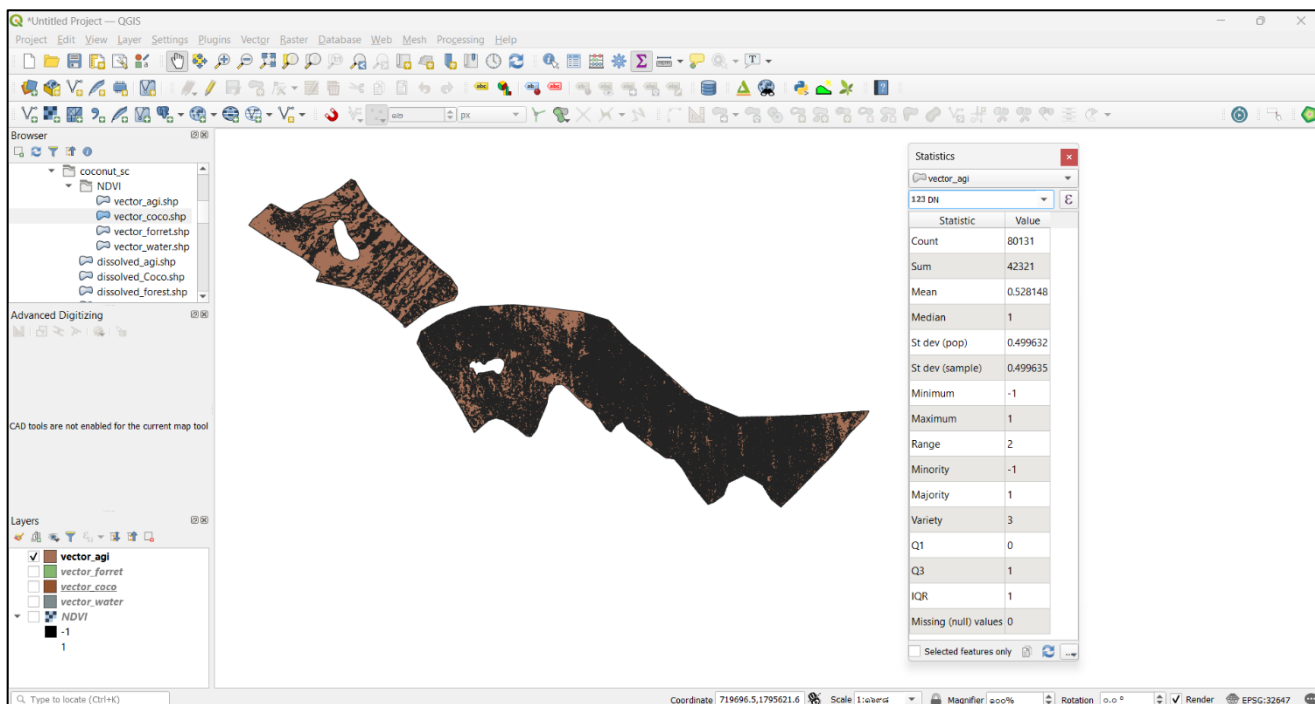 *Untitled Project — QGIS
Project Edit View Layer Settings Plugins Vector Raster Database Web Mesh Processing Help
px
Browser
coconut_sc
NDVI
vector_agi.shp
vector_coco.shp
vector_forret.shp
vector_water.shp
dissolved_agi.shp
dissolved_Coco.shp
dissolved_forest.shp
Advanced Digitizing
CAD tools are not enabled for the current map tool
Layers
vector_agi
vector_forret
vector_coco
vector_water
NDVI
-1
1
Statistics
vector_agi
123 DN
ε
Statistic Value
Count 80131
Sum 42321
Mean 0.528148
Median 1
St dev (pop) 0.499632
St dev (sample) 0.499635
Minimum -1
Maximum 1
Range 2
Minority -1
Majority 1
Variety 3
Q1 0
Q3 1
IQR 1
Missing (null) values 0
Selected features only
Type to locate (Ctrl+K) Coordinate 719696.5,1795621.6 Scale Magnifier ๑๐๐% Rotation ๐.๐ ° Render EPSG:32647